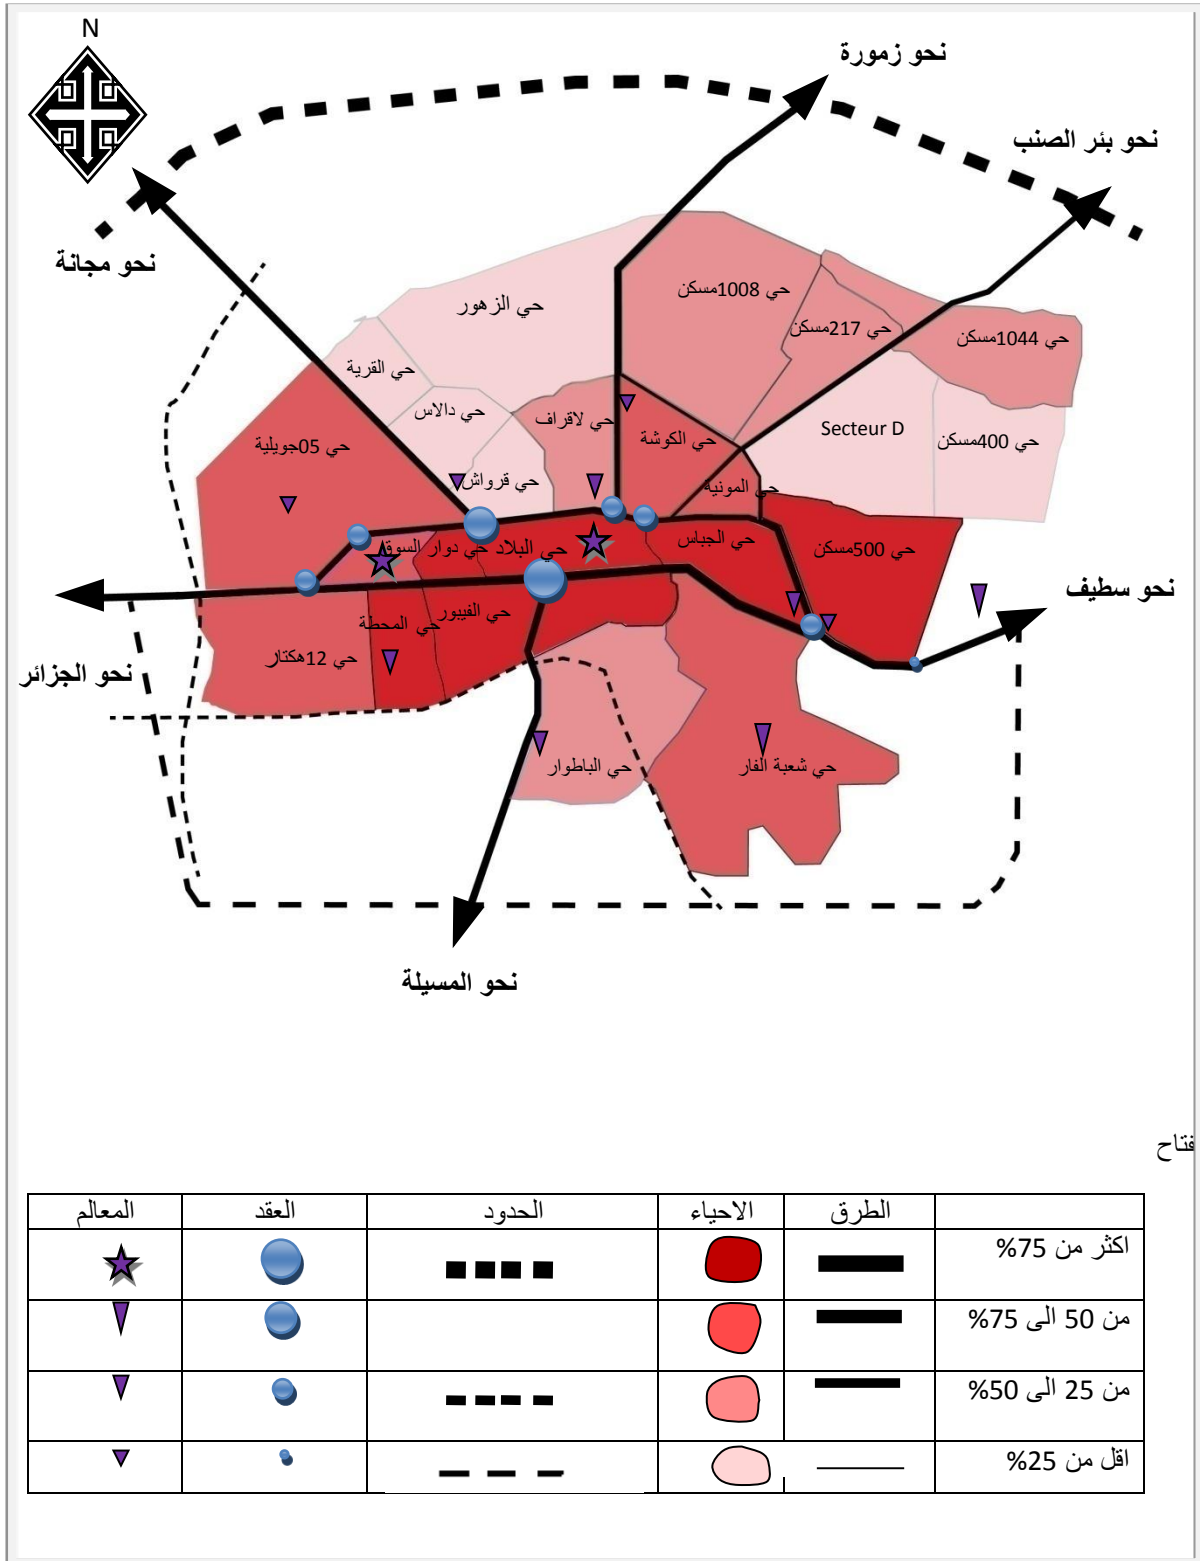 N
نحو زمورة
نحو بئر الصنب
نحو مجانة
حي الزهور
حي 1008مسكن
حي 217مسكن
حي 1044مسكن
حي القرية
حي دالاس
حي لاقراف
حي الكوشة
Secteur D
حي 400مسكن
حي 05جويلية
حي قرواش
حي المونية
حي دوار السوق
حي البلاد
حي الجباس
حي 500مسكن
نحو سطيف
حي المحطة
حي الفيبور
حي 12هكتار
نحو الجزائر
حي الباطوار
حي شعبة الفار
نحو المسيلة
فتاح
الطرق الاحياء الحدود العقد المعالم
اكثر من 75%
من 50 الى 75%
من 25 الى 50%
اقل من 25%